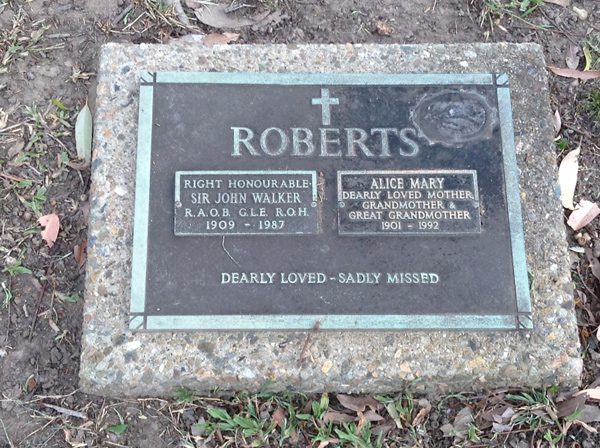 ROBERTS
RIGHT HONOURABLE
SIR JOHN WALKER
R.A.O.B. G.L.E. R.O.H.
1909 - 1987
ALICE MARY
DEARLY LOVED MOTHER,
GRANDMOTHER &
GREAT GRANDMOTHER
1901 - 1992
DEARLY LOVED - SADLY MISSED